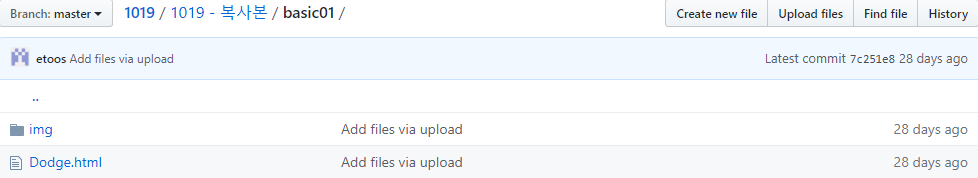 Branch: master 1019 / 1019 - 복사본 / basic01 / Create new file Upload files Find file History
etoos Add files via upload Latest commit 7c251e8 28 days ago
..
img Add files via upload 28 days ago
Dodge.html Add files via upload 28 days ago